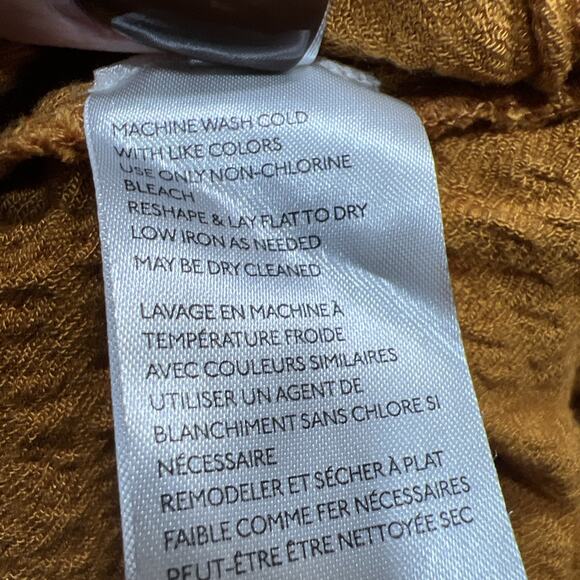 MACHINE WASH COLD
WITH LIKE COLORS
USE ONLY NON-CHLORINE
BLEACH
RESHAPE & LAY FLAT TO DRY
LOW IRON AS NEEDED
MAY BE DRY CLEANED
LAVAGE EN MACHINE À
TEMPÉRATURE FROIDE
AVEC COULEURS SIMILAIRES
UTILISER UN AGENT DE
BLANCHIMENT SANS CHLORE SI
NÉCESSAIRE
REMODELER ET SÉCHER À PLAT
FAIBLE COMME FER NÉCESSAIRES
PEUT-ÊTRE ÊTRE NETTOYÉE SEC